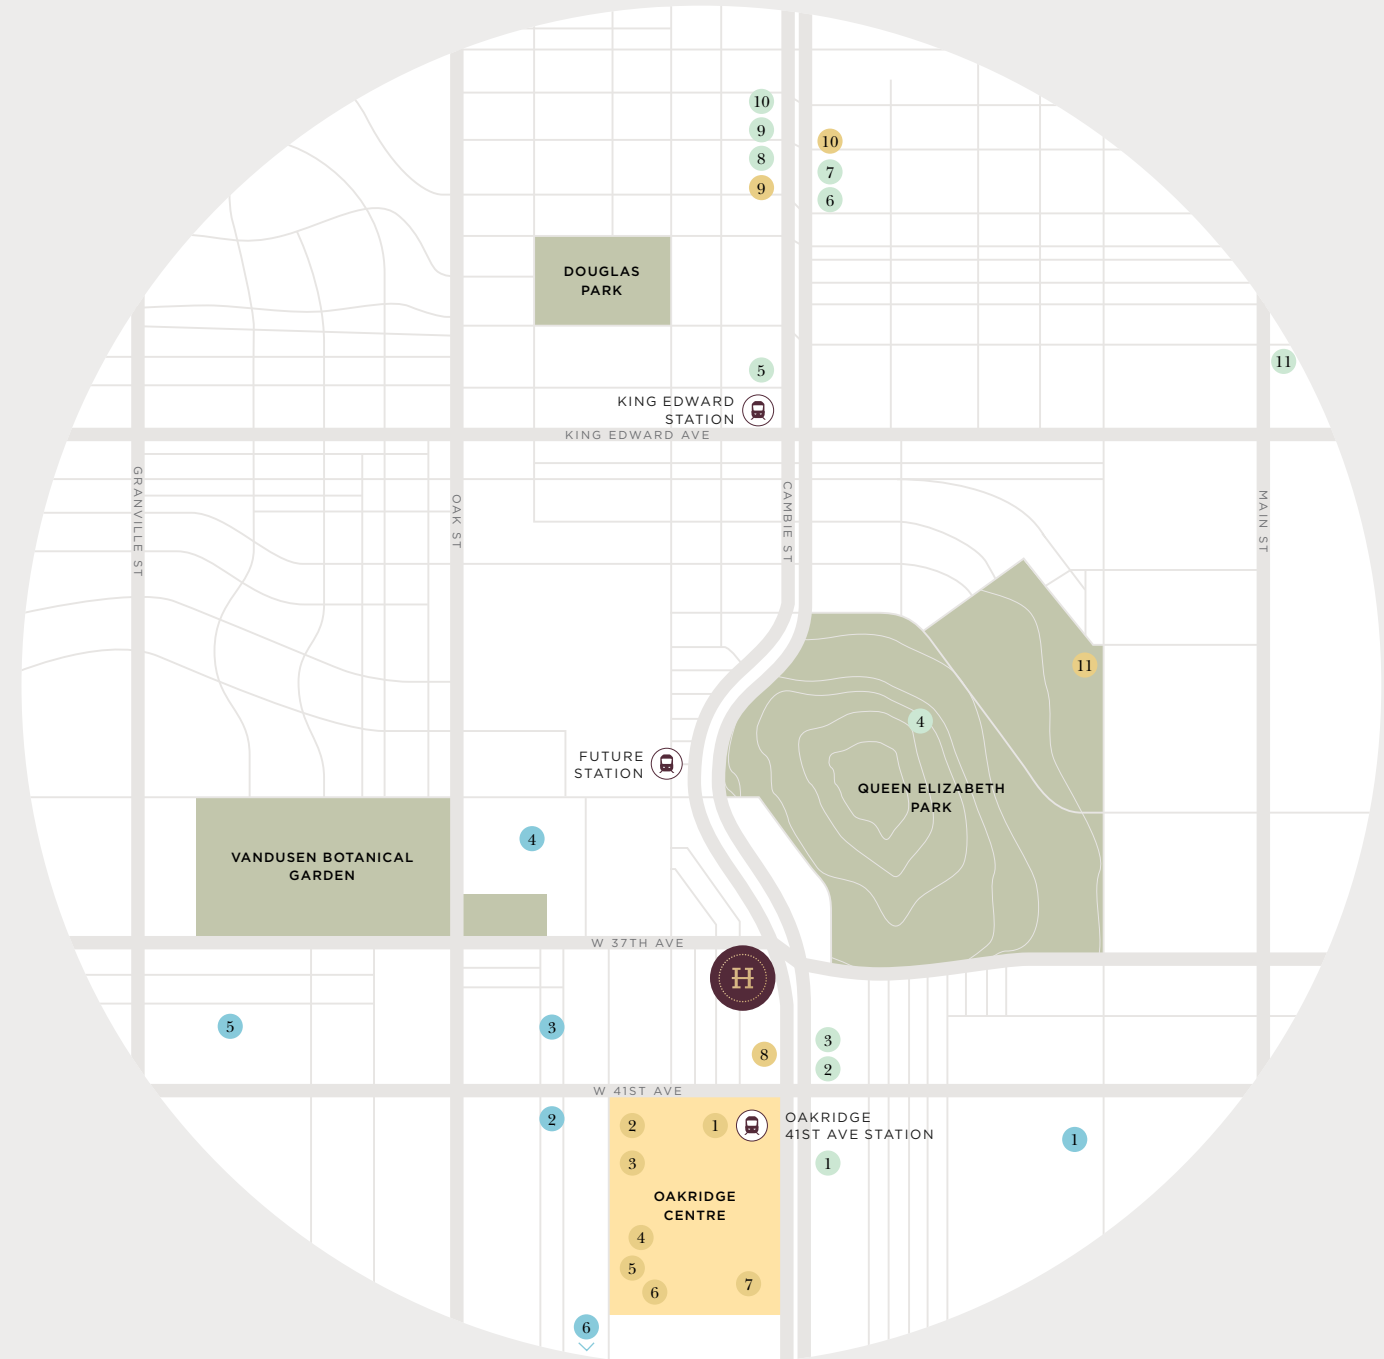 10
9
8
9
10
7
6
DOUGLAS
PARK
5
11
KING EDWARD
STATION
KING EDWARD AVE
GRANVILLE ST
OAK ST
CAMBIE ST
MAIN ST
11
4
FUTURE
STATION
QUEEN ELIZABETH
PARK
4
VANDUSEN BOTANICAL
GARDEN
W 37TH AVE
H
5
3
8
3
2
W 41ST AVE
2
2
1
OAKRIDGE
41ST AVE STATION
1
3
1
OAKRIDGE
CENTRE
4
5
6
7
6